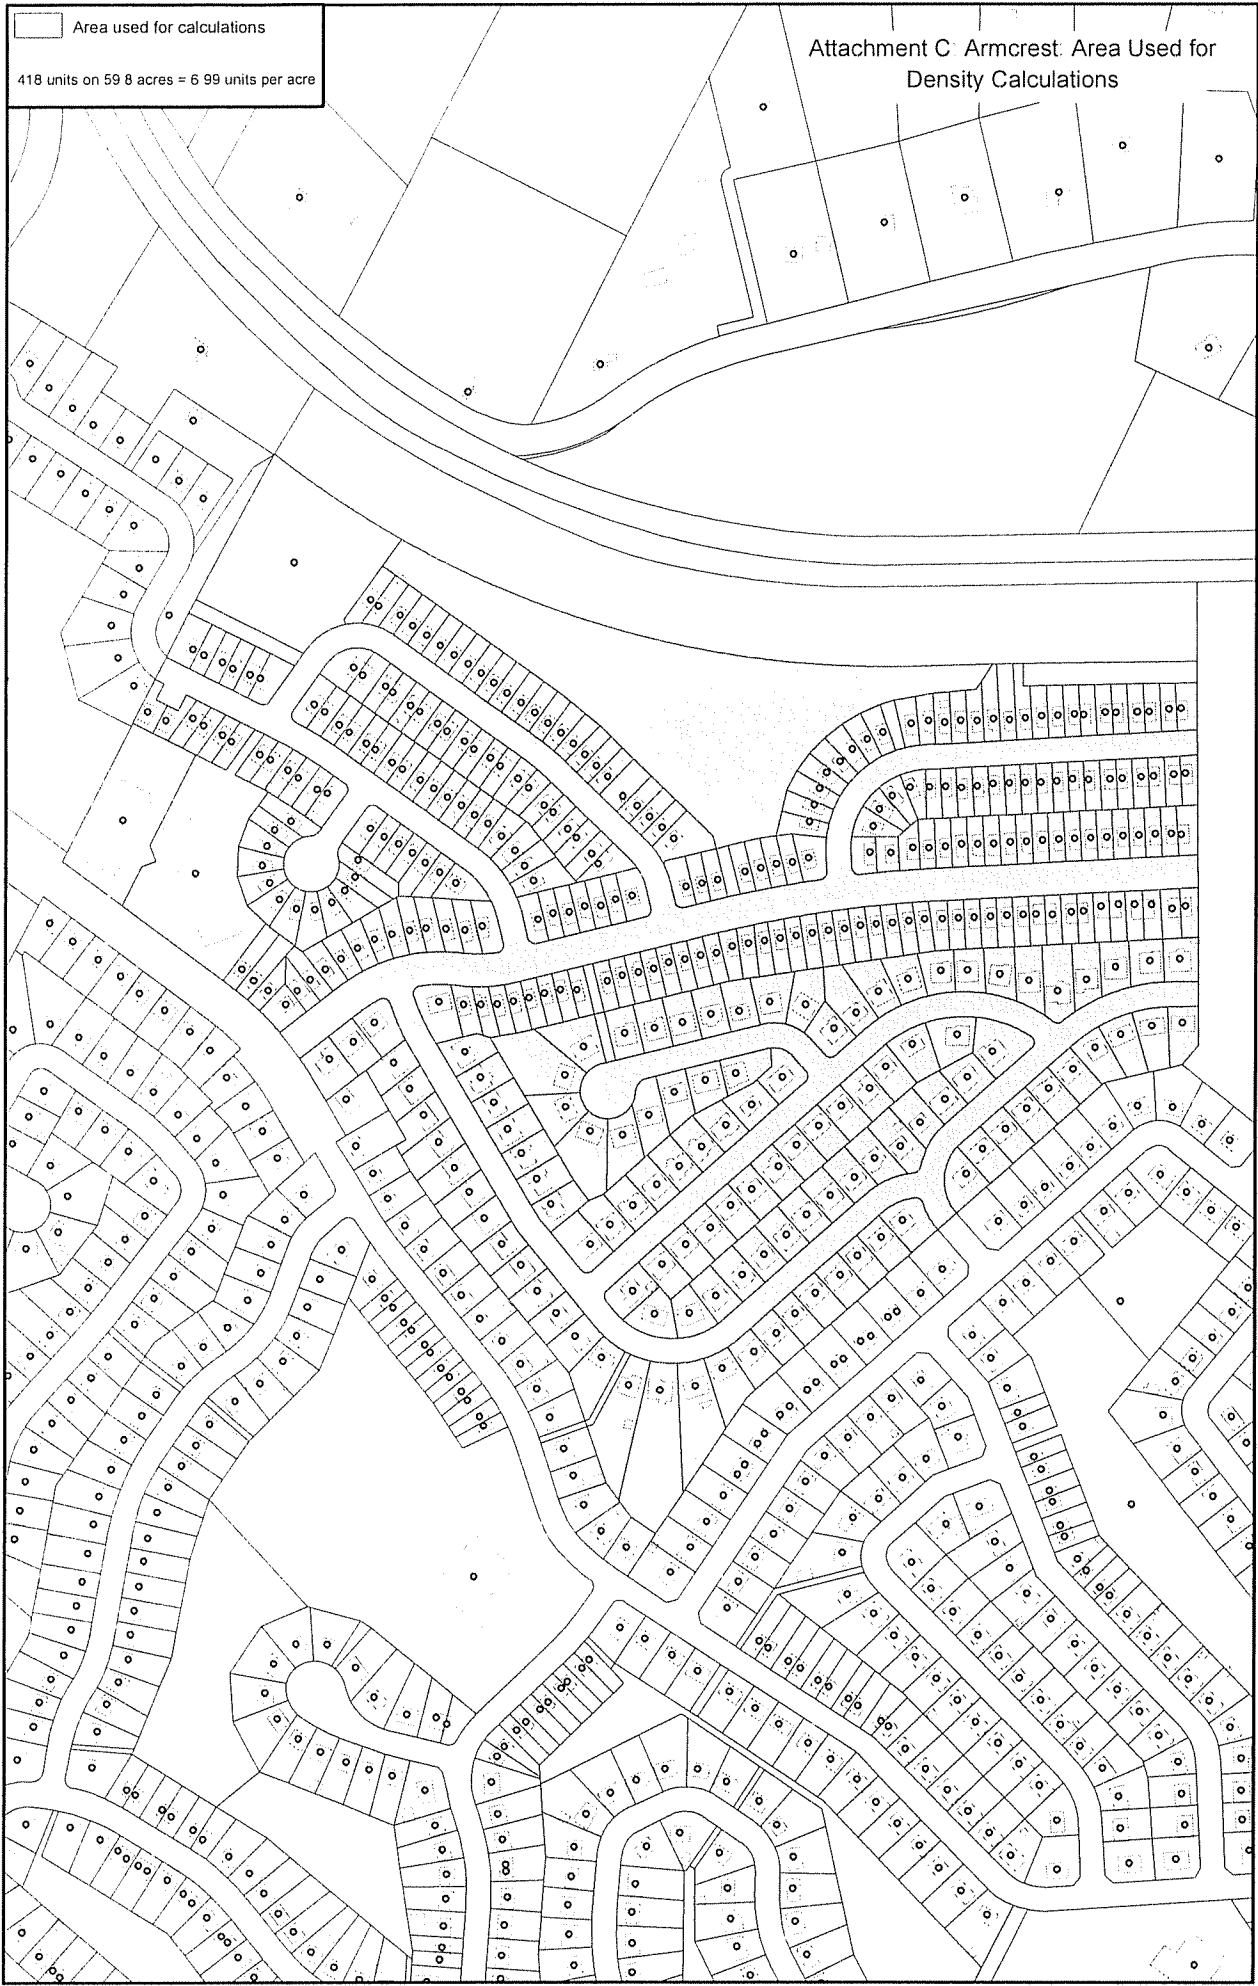 Area used for calculations
418 units on 59 8 acres = 6 99 units per acre
Attachment C: Armcrest: Area Used for
Density Calculations